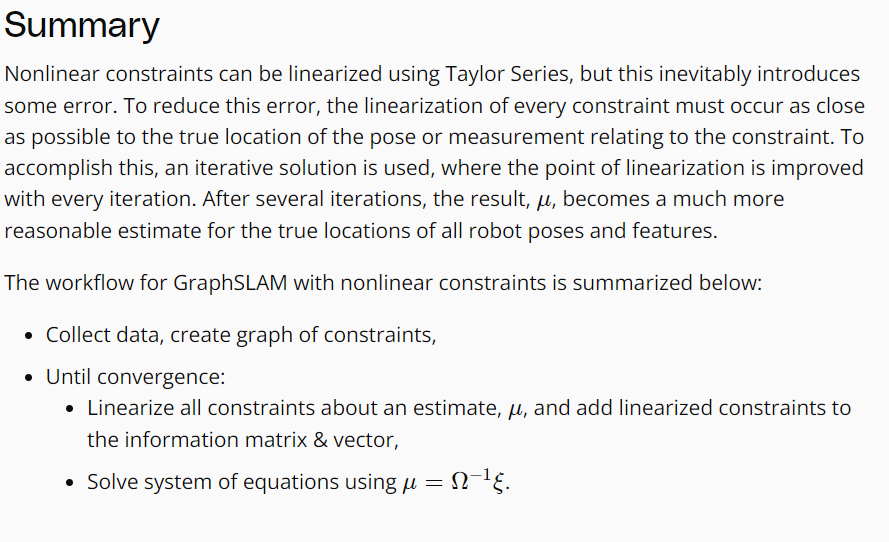 Summary
Nonlinear constraints can be linearized using Taylor Series, but this inevitably introduces
some error. To reduce this error, the linearization of every constraint must occur as close
as possible to the true location of the pose or measurement relating to the constraint. To
accomplish this, an iterative solution is used, where the point of linearization is improved
with every iteration. After several iterations, the result, μ, becomes a much more
reasonable estimate for the true locations of all robot poses and features.
The workflow for GraphSLAM with nonlinear constraints is summarized below:
• Collect data, create graph of constraints,
• Until convergence:
• Linearize all constraints about an estimate, μ, and add linearized constraints to
the information matrix & vector,
• Solve system of equations using μ = Ω⁻¹ξ.